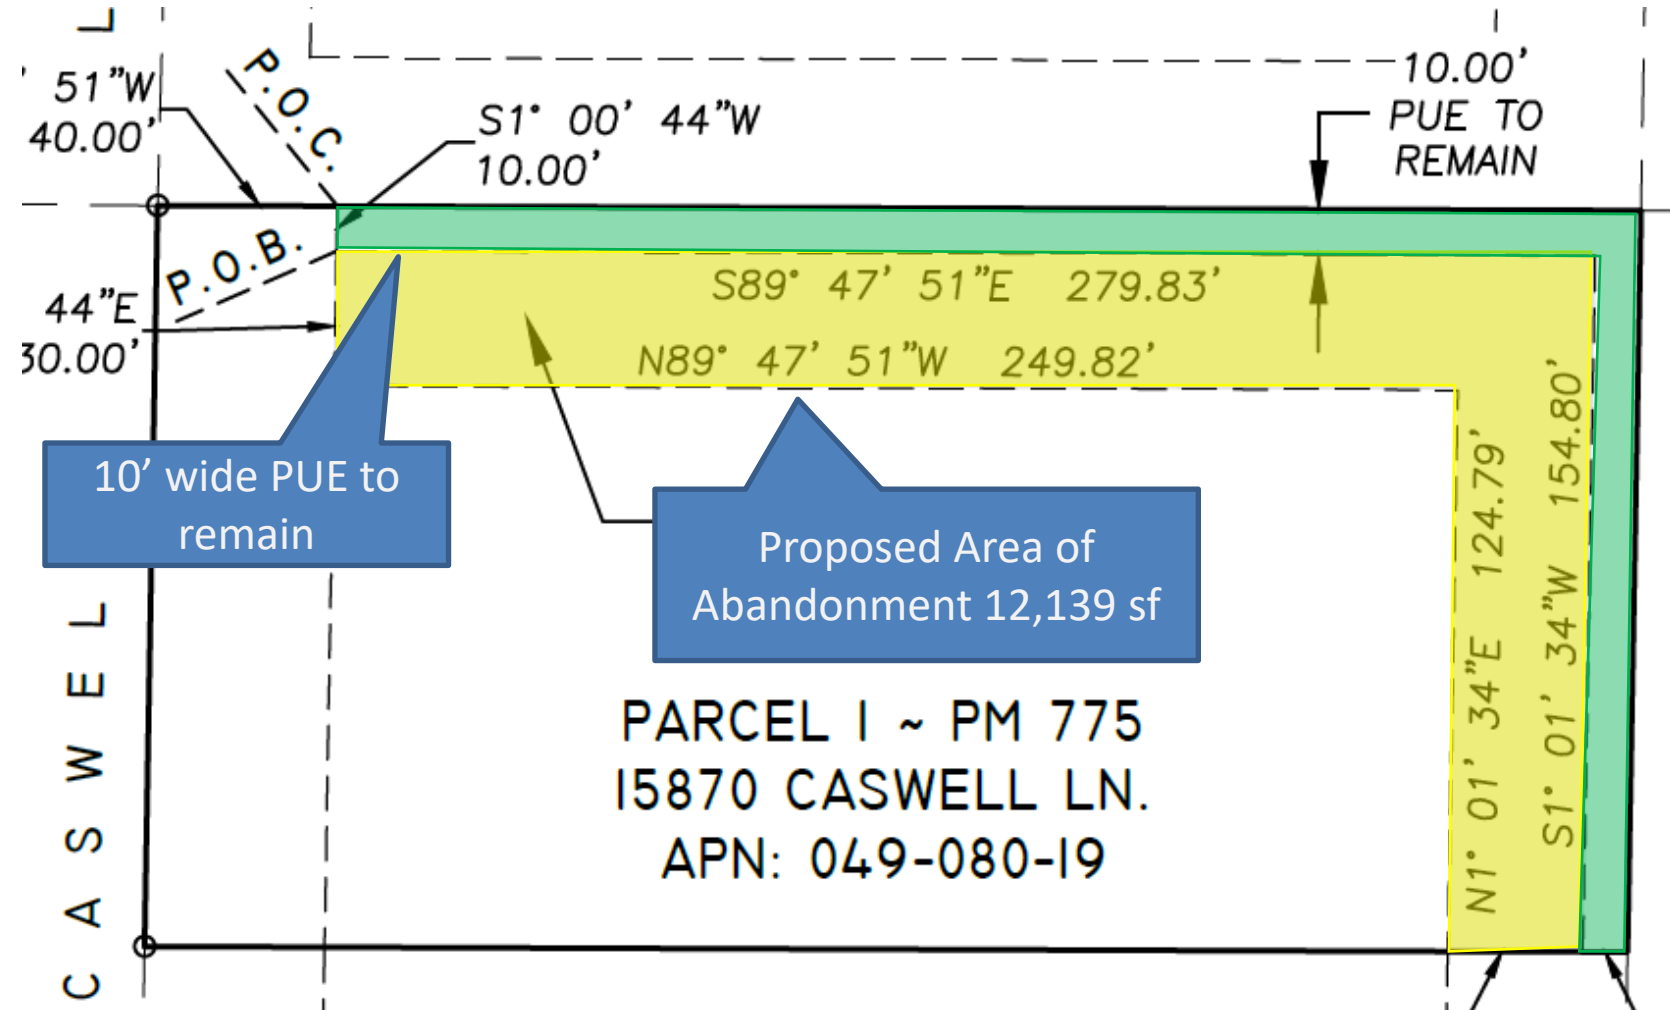 L
51"W
40.00'
P.O.C.
S1° 00' 44"W
10.00'
10.00'
PUE TO
REMAIN
P.O.B.
44"E
30.00'
S89° 47' 51"E 279.83'
N89° 47' 51"W 249.82'
10' wide PUE to
remain
Proposed Area of
Abandonment 12,139 sf
N1° 01' 34"E 124.79'
S1° 01' 34"W 154.80'
PARCEL 1 ~ PM 775
15870 CASWELL LN.
APN: 049-080-19
CASWEL